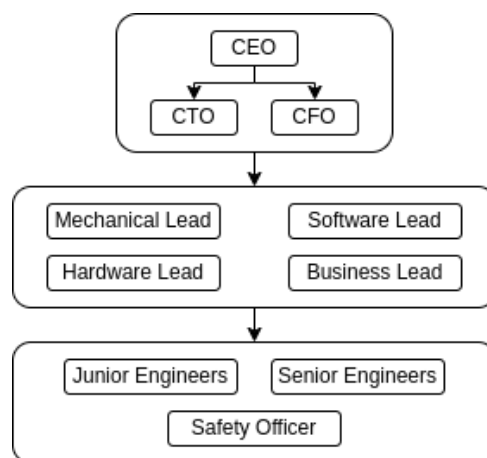 CEO
CTO
CFO
Mechanical Lead
Software Lead
Hardware Lead
Business Lead
Junior Engineers
Senior Engineers
Safety Officer